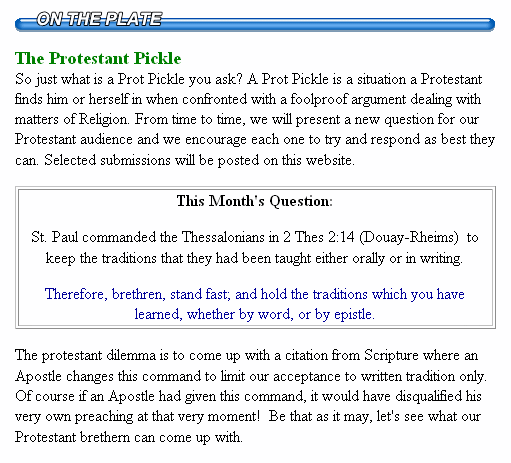 ON THE PLATE
The Protestant Pickle
So just what is a Prot Pickle you ask? A Prot Pickle is a situation a Protestant
finds him or herself in when confronted with a foolproof argument dealing with
matters of Religion. From time to time, we will present a new question for our
Protestant audience and we encourage each one to try and respond as best they
can. Selected submissions will be posted on this website.
This Month's Question:
St. Paul commanded the Thessalonians in 2 Thes 2:14 (Douay-Rheims) to
keep the traditions that they had been taught either orally or in writing.
Therefore, brethren, stand fast; and hold the traditions which you have
learned, whether by word, or by epistle.
The protestant dilemma is to come up with a citation from Scripture where an
Apostle changes this command to limit our acceptance to written tradition only.
Of course if an Apostle had given this command, it would have disqualified his
very own preaching at that very moment! Be that as it may, let's see what our
Protestant brethern can come up with.